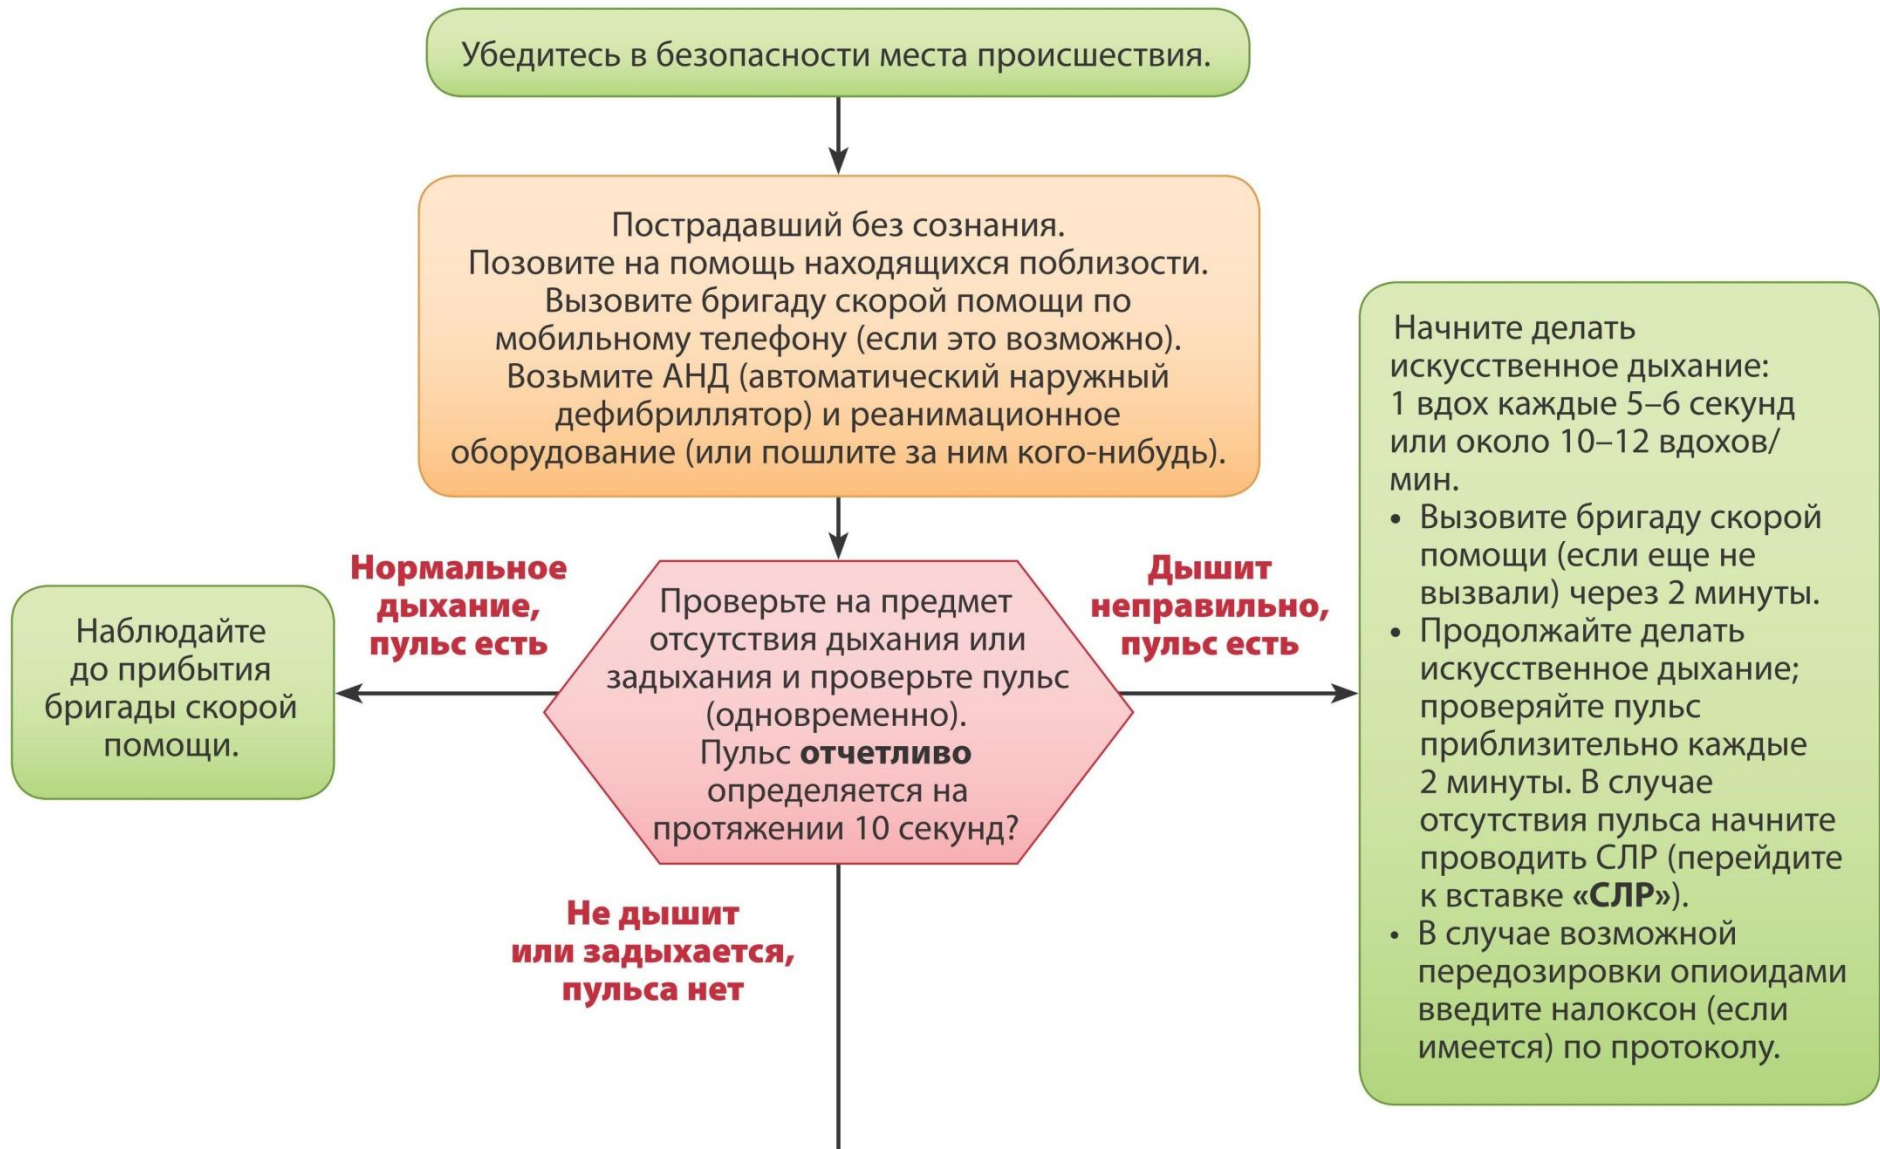 Убедитесь в безопасности места происшествия.
Пострадавший без сознания.
Позовите на помощь находящихся поблизости.
Вызовите бригаду скорой помощи по
мобильному телефону (если это возможно).
Возьмите АНД (автоматический наружный
дефибриллятор) и реанимационное
оборудование (или пошлите за ним кого-нибудь).
Нормальное
дыхание,
пульс есть
Наблюдайте
до прибытия
бригады скорой
помощи.
Проверьте на предмет
отсутствия дыхания или
задыхания и проверьте пульс
(одновременно).
Пульс отчетливо
определяется на
протяжении 10 секунд?
Дышит
неправильно,
пульс есть
Начните делать
искусственное дыхание:
1 вдох каждые 5–6 секунд
или около 10–12 вдохов/
мин.
• Вызовите бригаду скорой
помощи (если еще не
вызвали) через 2 минуты.
• Продолжайте делать
искусственное дыхание;
проверяйте пульс
приблизительно каждые
2 минуты. В случае
отсутствия пульса начните
проводить СЛР (перейдите
к вставке «СЛР»).
• В случае возможной
передозировки опиоидами
введите налоксон (если
имеется) по протоколу.
Не дышит
или задыхается,
пульса нет